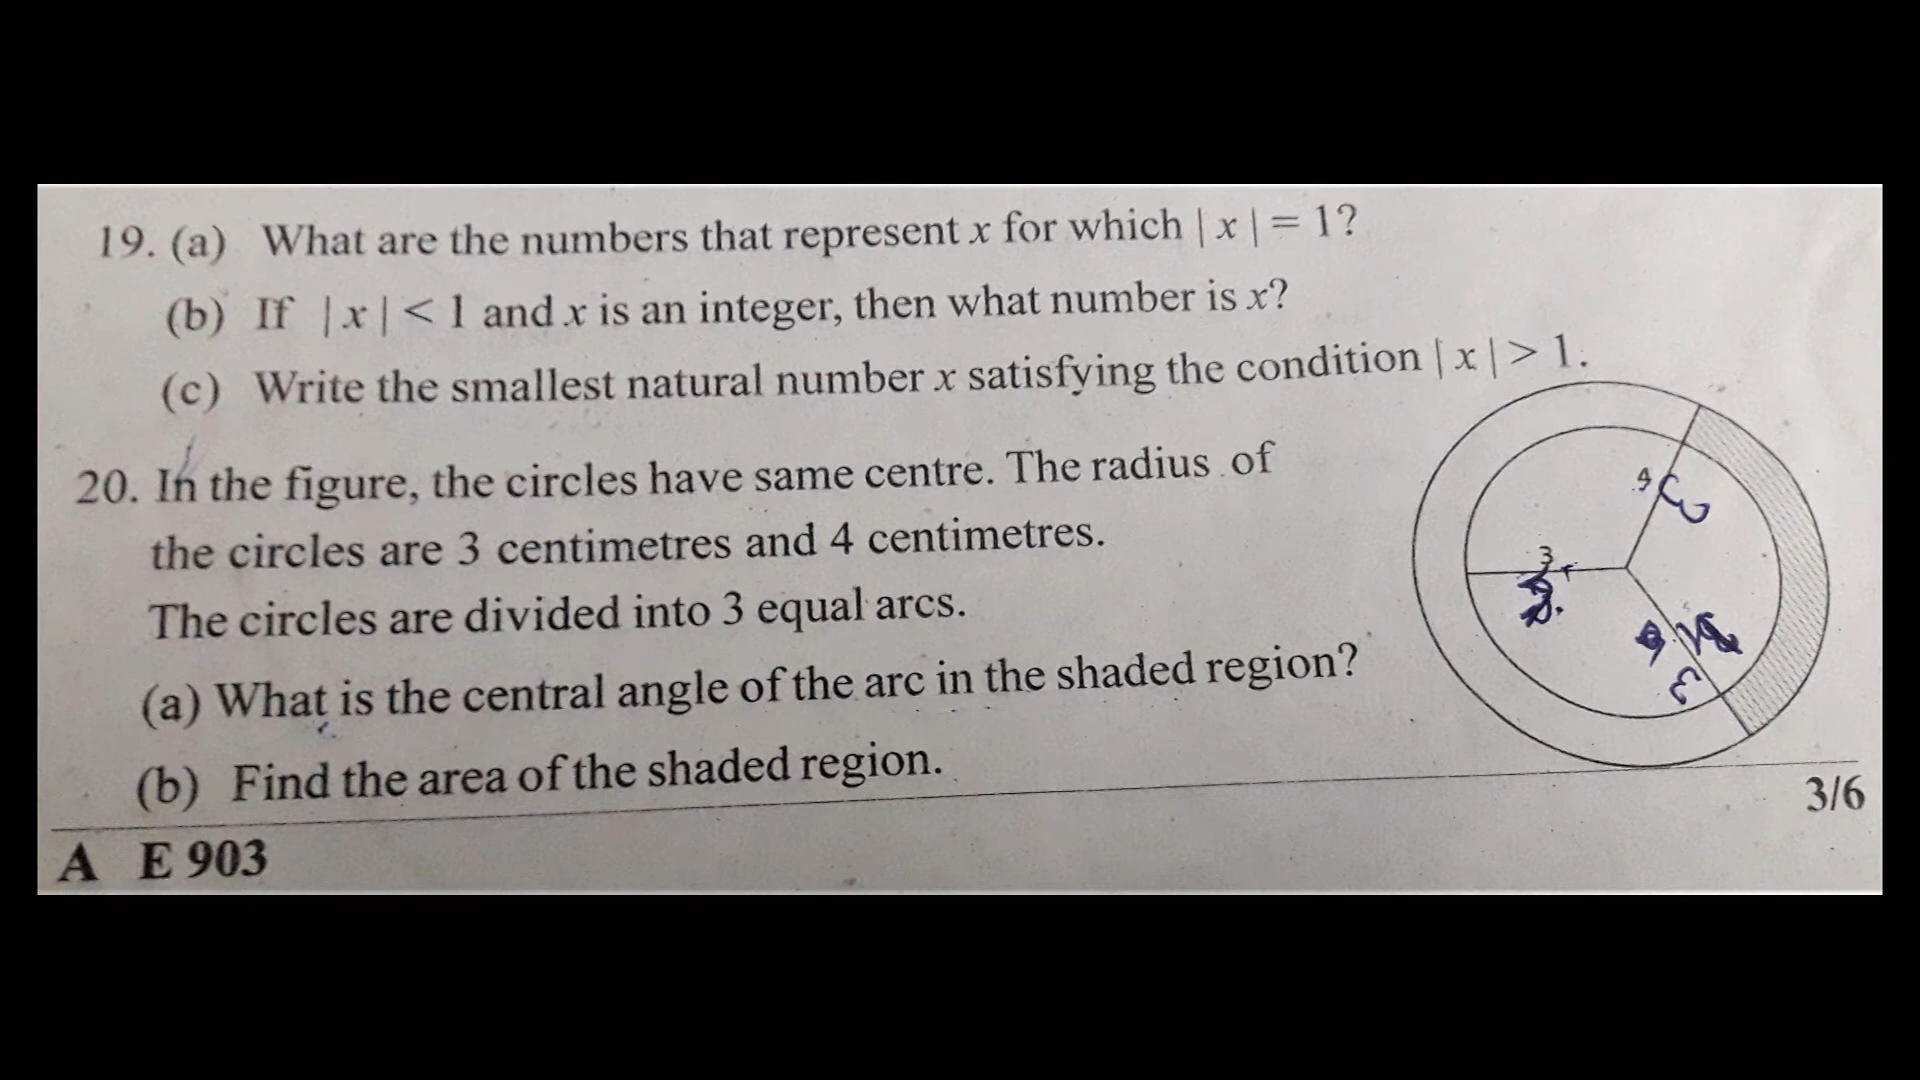 19. (a) What are the numbers that represent x for which | x | = 1?
(b) If | x | < 1 and x is an integer, then what number is x?
(c) Write the smallest natural number x satisfying the condition | x | > 1.
20. In the figure, the circles have same centre. The radius of
the circles are 3 centimetres and 4 centimetres.
The circles are divided into 3 equal arcs.
(a) What is the central angle of the arc in the shaded region?
(b) Find the area of the shaded region.
4
3
3
3
3/6
A E 903